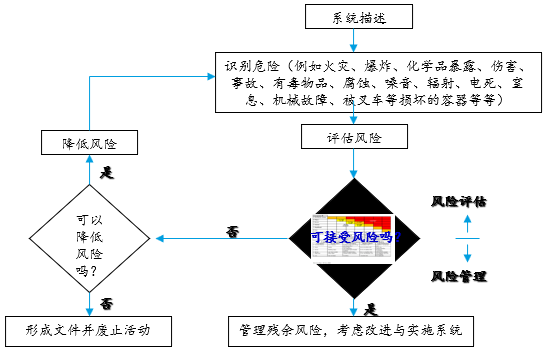 系统描述
识别危险（例如火灾、爆炸、化学品暴露、伤害、
事故、有毒物品、腐蚀、噪音、辐射、电死、窒
息、机械故障、被叉车等损坏的容器等等）
降低风险
评估风险
是
可以
降低
风险
吗？
否
可接受风险吗？
风险评估
风险管理
否
是
形成文件并废止活动
管理残余风险，考虑改进与实施系统